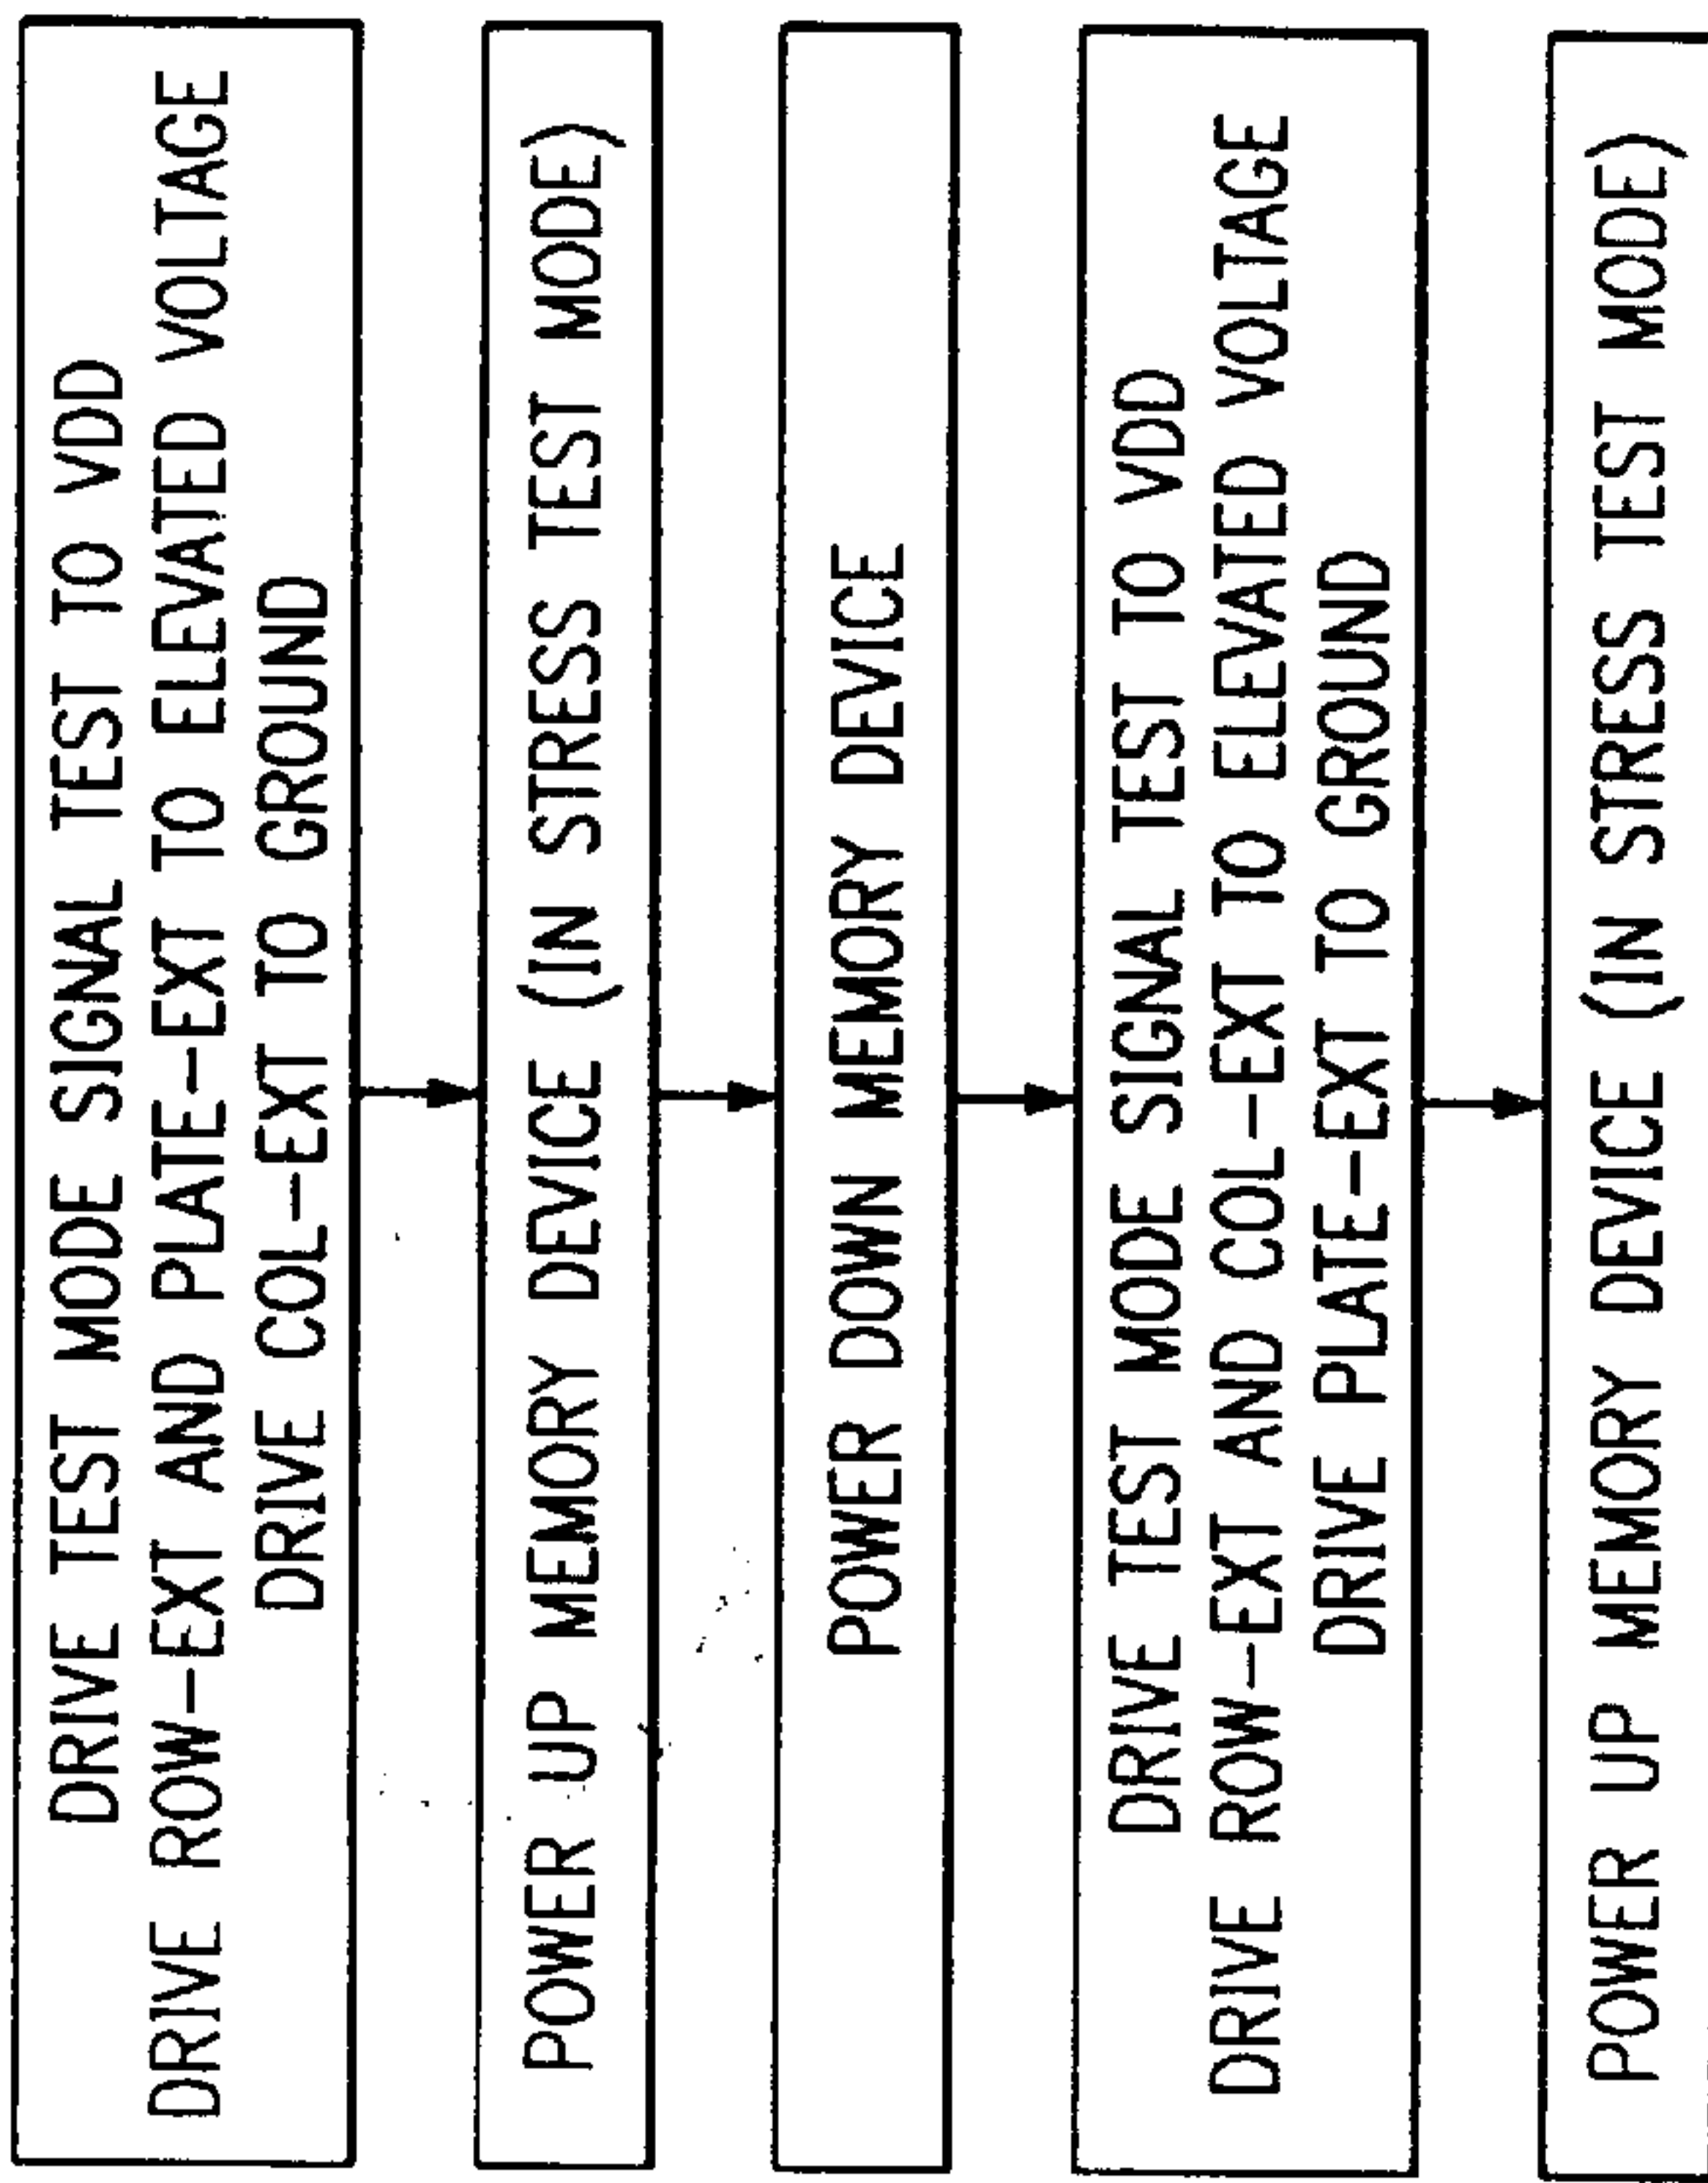 DRIVE TEST MODE SIGNAL TEST TO VDD
DRIVE ROW-EXT AND PLATE-EXT TO ELEVATED VOLTAGE
DRIVE COL-EXT TO GROUND
POWER UP MEMORY DEVICE (IN STRESS TEST MODE)
POWER DOWN MEMORY DEVICE
DRIVE TEST MODE SIGNAL TEST TO VDD
DRIVE ROW-EXT AND COL-EXT TO ELEVATED VOLTAGE
DRIVE PLATE-EXT TO GROUND
POWER UP MEMORY DEVICE (IN STRESS TEST MODE)